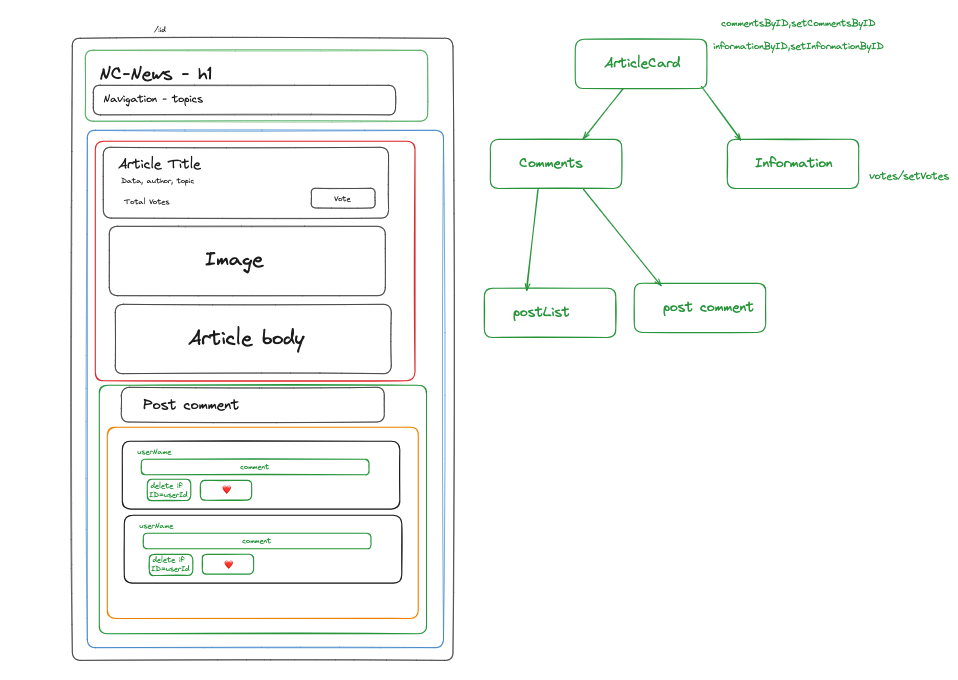 /id
NC-News - h1
Navigation - topics
Article Title
Data, author, topic
Total Votes
Vote
Image
Article body
Post comment
userName
comment
delete if
ID=userId
userName
comment
delete if
ID=userId
commentsByID,setCommentsByID
informationByID,setInformationByID
ArticleCard
Comments
Information
votes/setVotes
postList
post comment